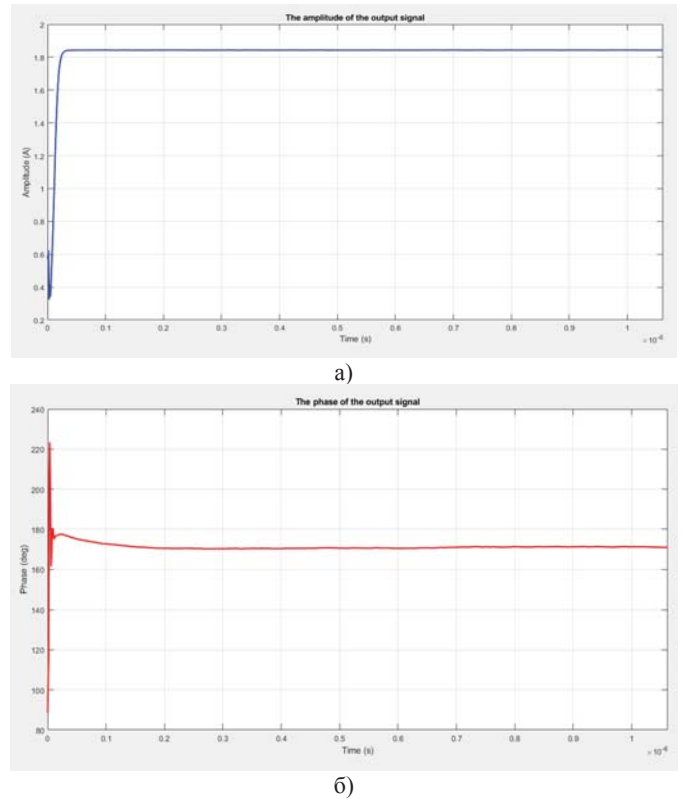 The amplitude of the output signal
2
1.8
1.6
1.4
1.2
1
0.8
0.6
0.4
0.2
Amplitude (A)
0 0.1 0.2 0.3 0.4 0.5 0.6 0.7 0.8 0.9 1
Time (s)
× 10⁻⁶
а)
The phase of the output signal
240
220
200
180
160
140
120
100
80
Phase (deg)
0 0.1 0.2 0.3 0.4 0.5 0.6 0.7 0.8 0.9 1
Time (s)
× 10⁻⁶
б)